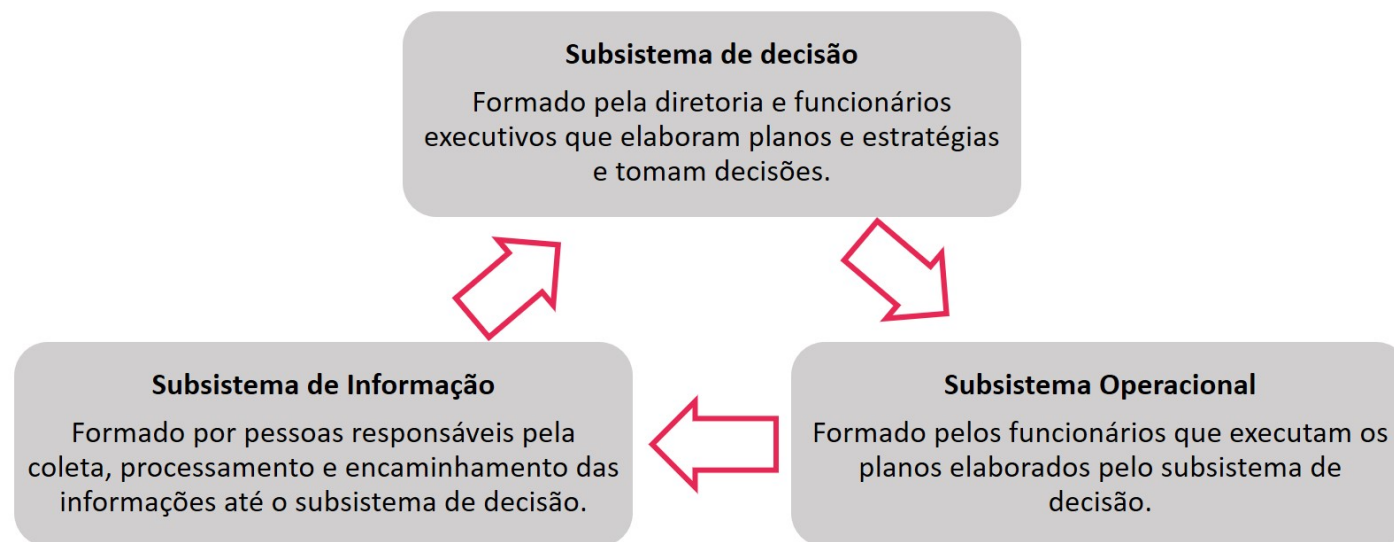 Subsistema de decisão
Formado pela diretoria e funcionários
executivos que elaboram planos e estratégias
e tomam decisões.
Subsistema de Informação
Formado por pessoas responsáveis pela
coleta, processamento e encaminhamento das
informações até o subsistema de decisão.
Subsistema Operacional
Formado pelos funcionários que executam os
planos elaborados pelo subsistema de
decisão.